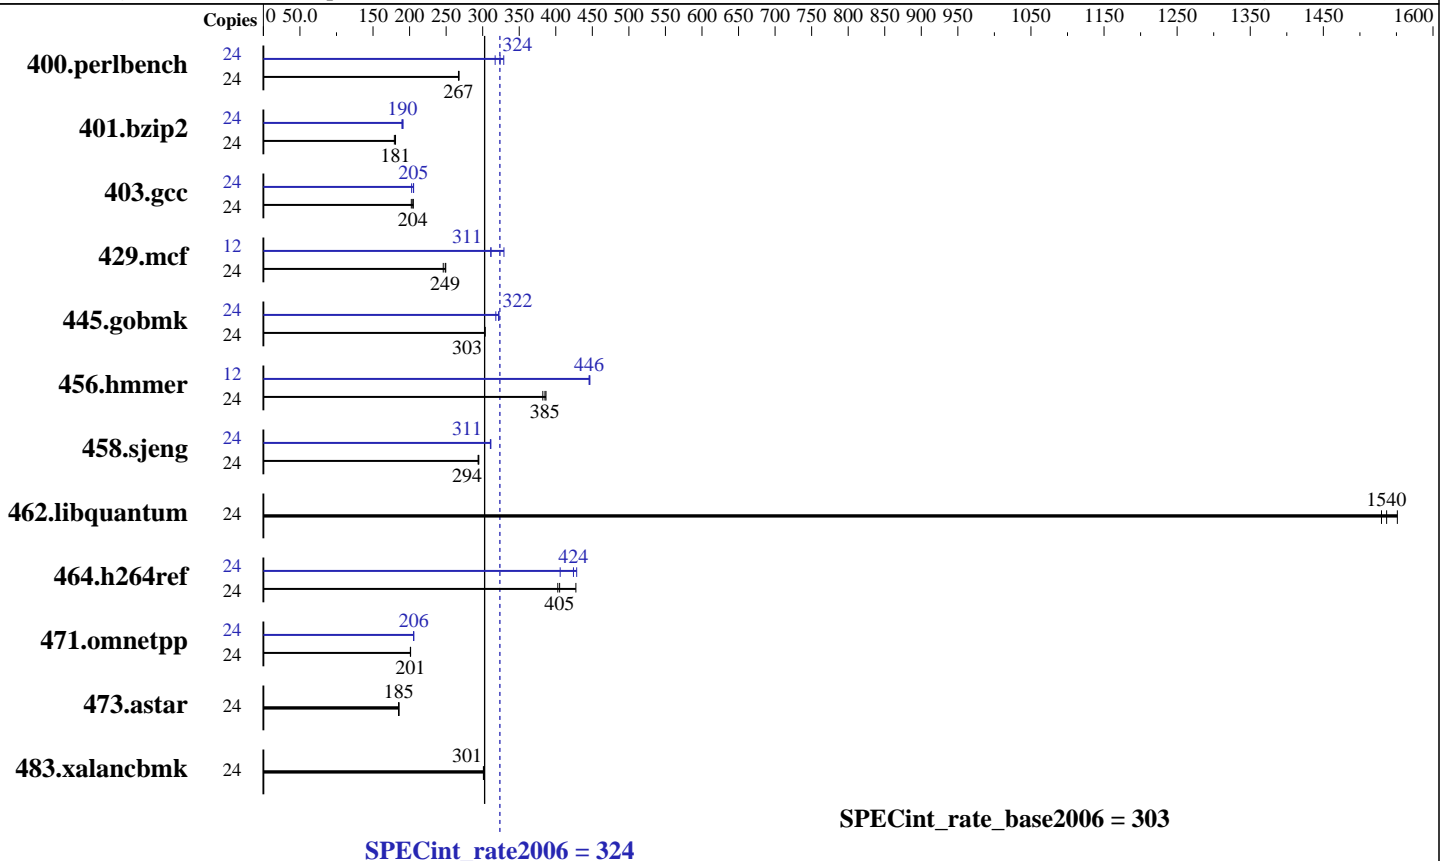 Copies 0 50.0 150 200 250 300 350 400 450 500 550 600 650 700 750 800 850 900 950 1050 1150 1250 1350 1450 1600
324
400.perlbench 24
24
267
190
401.bzip2 24
24
181
205
403.gcc 24
24
204
311
429.mcf 12
24
249
322
445.gobmk 24
24
303
446
456.hmmer 12
24
385
311
458.sjeng 24
24
294
1540
462.libquantum 24
424
464.h264ref 24
24
405
206
471.omnetpp 24
24
201
185
473.astar 24
301
483.xalancbmk 24
SPECint_rate_base2006 = 303
SPECint_rate2006 = 324